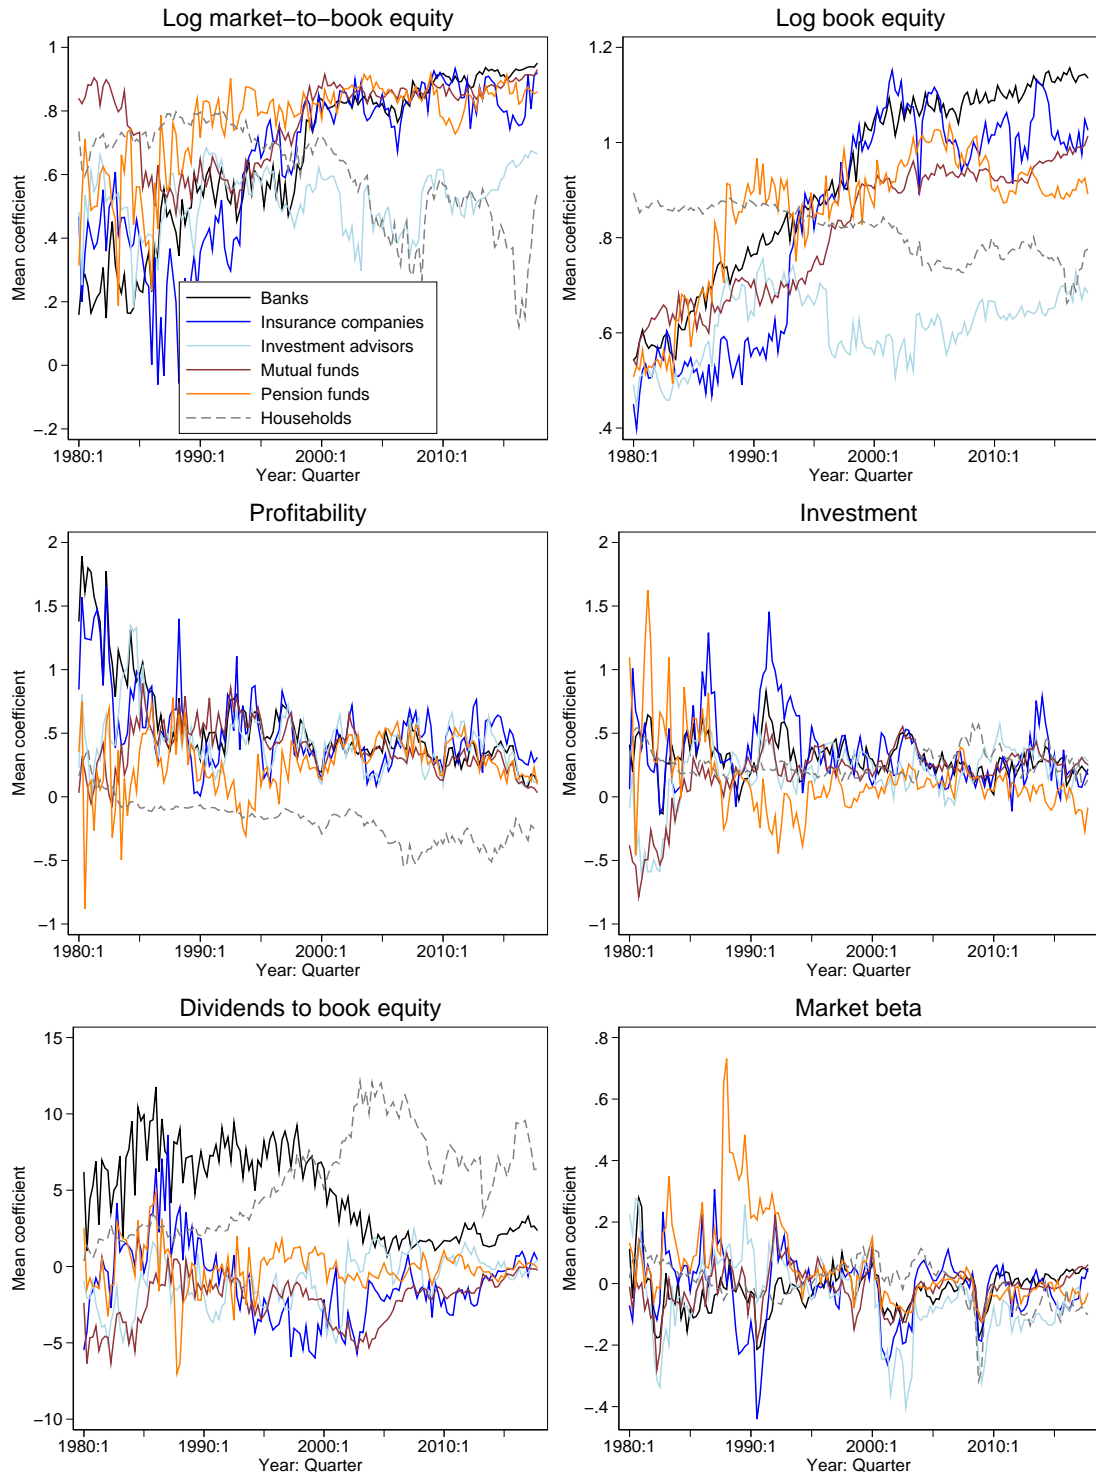 Log market−to−book equity
Mean coefficient
1
.8
.6
.4
.2
0
−.2
Banks
Insurance companies
Investment advisors
Mutual funds
Pension funds
Households
1980:1 1990:1 2000:1 2010:1
Year: Quarter
Log book equity
Mean coefficient
1.2
1
.8
.6
.4
1980:1 1990:1 2000:1 2010:1
Year: Quarter
Profitability
Mean coefficient
2
1.5
1
.5
0
−.5
−1
1980:1 1990:1 2000:1 2010:1
Year: Quarter
Investment
Mean coefficient
2
1.5
1
.5
0
−.5
−1
1980:1 1990:1 2000:1 2010:1
Year: Quarter
Dividends to book equity
Mean coefficient
15
10
5
0
−5
−10
1980:1 1990:1 2000:1 2010:1
Year: Quarter
Market beta
Mean coefficient
.8
.6
.4
.2
0
−.2
−.4
1980:1 1990:1 2000:1 2010:1
Year: Quarter